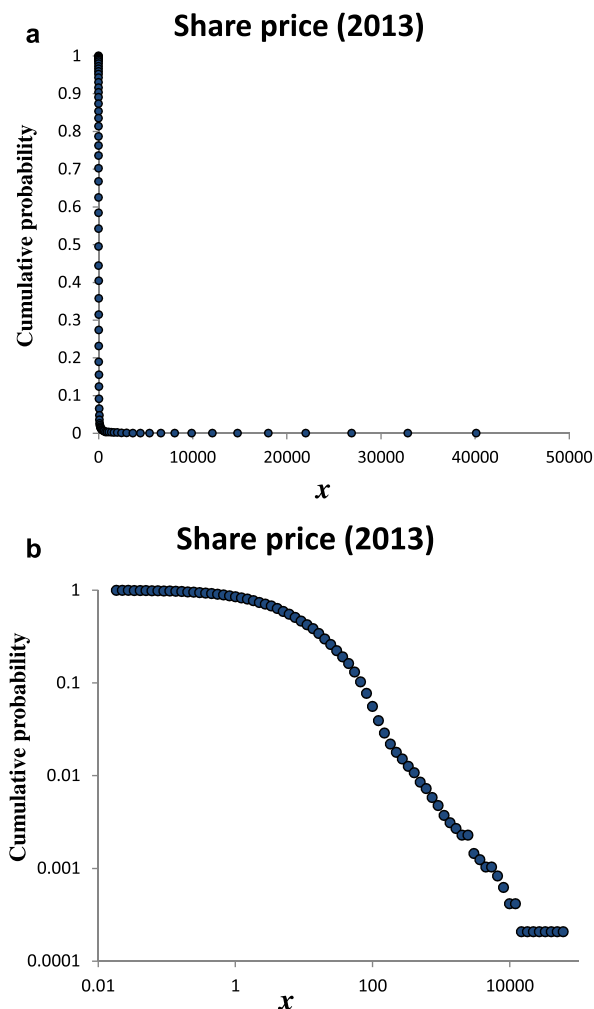 a
Share price (2013)
Cumulative probability
1
0.9
0.8
0.7
0.6
0.5
0.4
0.3
0.2
0.1
0
0 10000 20000 30000 40000 50000
x
b
Share price (2013)
Cumulative probability
1
0.1
0.01
0.001
0.0001
0.01 1 100 10000
x